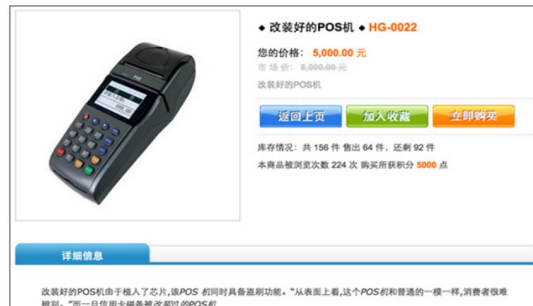 ◆ 改装好的POS机 ◆ HG-0022
您的价格： 5,000.00 元
市 场 价： 8,000.00 元
改装好的POS机
返回上页 加入收藏 立即购买
库存情况：共 156 件 售出 64 件，还剩 92 件
本商品被浏览次数 224 次 购买所获积分 5000 点
详细信息
改装好的POS机由于植入了芯片,该POS 机同时具备盗刷功能。“从表面上看,这个POS机和普通的一模一样,消费者很难
辨别。”而一旦信用卡磁条被改装过的POS机